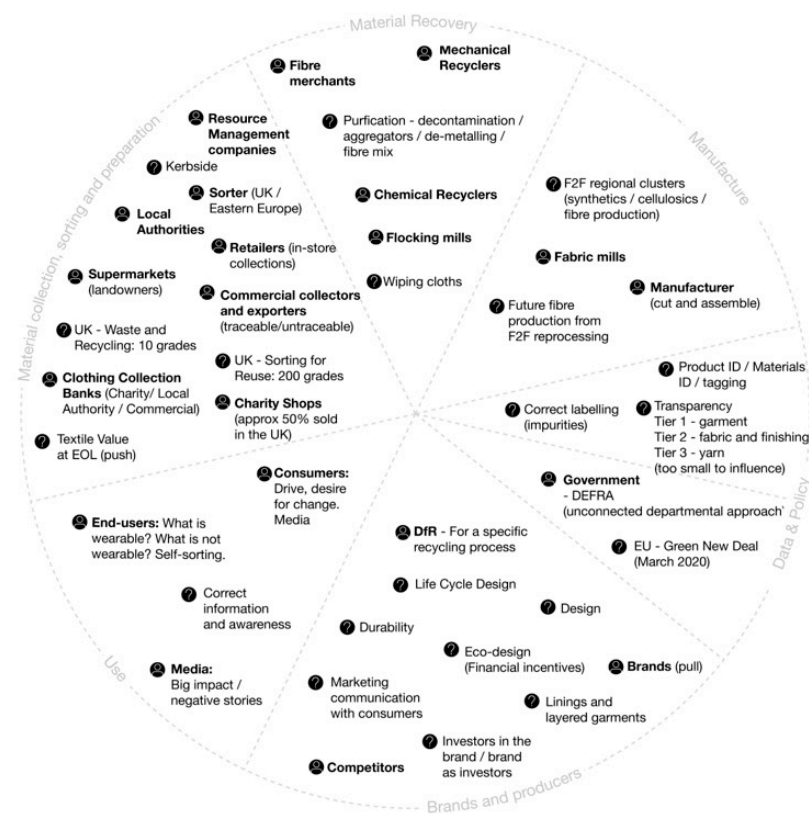 Material Recovery
Fibre
merchants
Mechanical
Recyclers
Purfication - decontamination /
aggregators / de-metalling /
fibre mix
Chemical Recyclers
Flocking mills
Wiping cloths
Manufacture
F2F regional clusters
(synthetics / cellulosics /
fibre production)
Fabric mills
Manufacturer
(cut and assemble)
Future fibre
production from
F2F reprocessing
Data & Policy
Product ID / Materials
ID / tagging
Correct labelling
(impurities)
Transparency
Tier 1 - garment
Tier 2 - fabric and finishing
Tier 3 - yarn
(too small to influence)
Government
- DEFRA
(unconnected departmental approach
EU - Green New Deal
(March 2020)
Brands and producers
DfR - For a specific
recycling process
Life Cycle Design
Design
Durability
Eco-design
(Financial incentives)
Brands (pull)
Marketing
communication
with consumers
Linings and
layered garments
Investors in the
brand / brand
as investors
Competitors
Use
Consumers:
Drive, desire
for change.
Media
End-users: What is
wearable? What is not
wearable? Self-sorting.
Correct
information
and awareness
Media:
Big impact /
negative stories
Material collection, sorting and preparation
Resource
Management
companies
Kerbside
Sorter (UK /
Eastern Europe)
Local
Authorities
Retailers (in-store
collections)
Supermarkets
(landowners)
Commercial collectors
and exporters
(traceable/untraceable)
UK - Waste and
Recycling: 10 grades
UK - Sorting for
Reuse: 200 grades
Clothing Collection
Banks (Charity/ Local
Authority / Commercial)
Charity Shops
(approx 50% sold
in the UK)
Textile Value
at EOL (push)